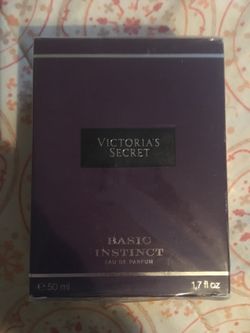 VICTORIA'S
SECRET
BASIC
INSTINCT
EAU DE PARFUM
℮ 50 ml 1,7 fl oz